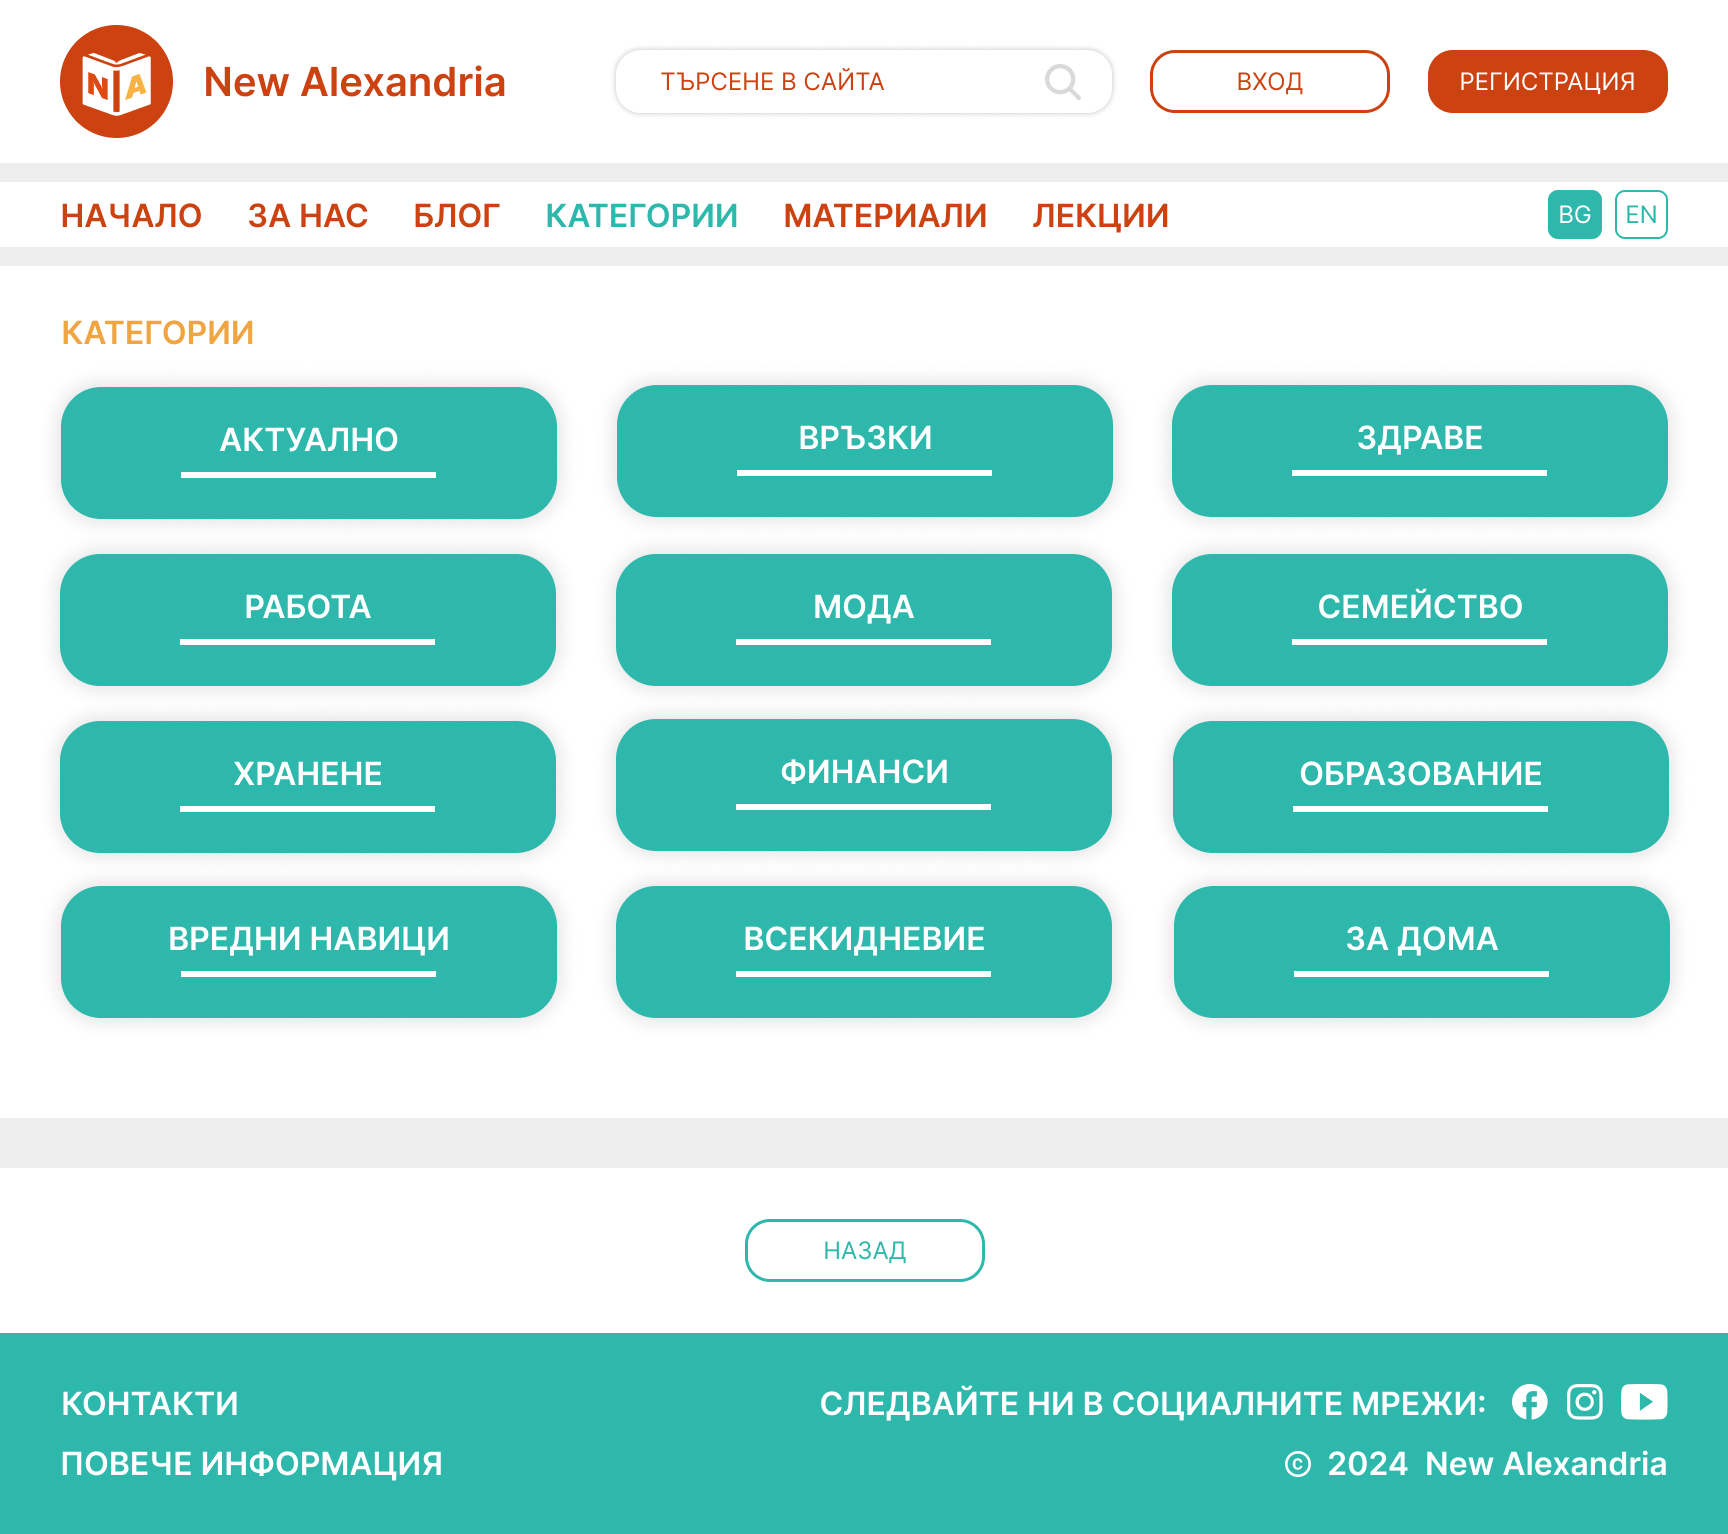 NA
New Alexandria
ТЪРСЕНЕ В САЙТА
ВХОД
РЕГИСТРАЦИЯ
НАЧАЛО ЗА НАС БЛОГ КАТЕГОРИИ МАТЕРИАЛИ ЛЕКЦИИ
BG EN
КАТЕГОРИИ
АКТУАЛНО
ВРЪЗКИ
ЗДРАВЕ
РАБОТА
МОДА
СЕМЕЙСТВО
ХРАНЕНЕ
ФИНАНСИ
ОБРАЗОВАНИЕ
ВРЕДНИ НАВИЦИ
ВСЕКИДНЕВИЕ
ЗА ДОМА
НАЗАД
КОНТАКТИ
СЛЕДВАЙТЕ НИ В СОЦИАЛНИТЕ МРЕЖИ:
ПОВЕЧЕ ИНФОРМАЦИЯ
© 2024 New Alexandria